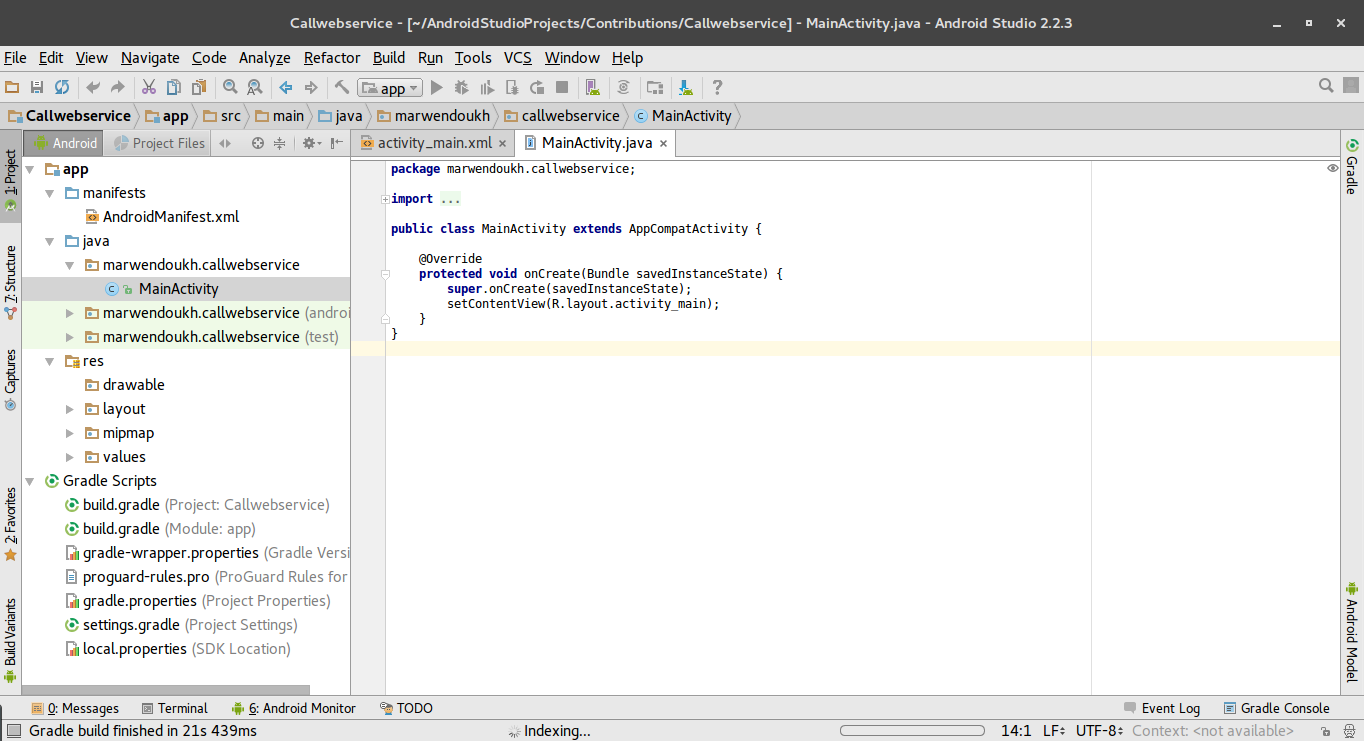 Callwebservice - [~/AndroidStudioProjects/Contributions/Callwebservice] - MainActivity.java - Android Studio 2.2.3
File Edit View Navigate Code Analyze Refactor Build Run Tools VCS Window Help
app
Callwebservice app src main java marwendoukh callwebservice MainActivity
Android Project Files
activity_main.xml MainActivity.java
1: Project
7: Structure
Captures
2: Favorites
Build Variants
app
manifests
AndroidManifest.xml
java
marwendoukh.callwebservice
MainActivity
marwendoukh.callwebservice (androi
marwendoukh.callwebservice (test)
res
drawable
layout
mipmap
values
Gradle Scripts
build.gradle (Project: Callwebservice)
build.gradle (Module: app)
gradle-wrapper.properties (Gradle Versi
proguard-rules.pro (ProGuard Rules for
gradle.properties (Project Properties)
settings.gradle (Project Settings)
local.properties (SDK Location)
package marwendoukh.callwebservice;
import ...
public class MainActivity extends AppCompatActivity {
@Override
protected void onCreate(Bundle savedInstanceState) {
super.onCreate(savedInstanceState);
setContentView(R.layout.activity_main);
}
}
Gradle
Android Model
0: Messages Terminal 6: Android Monitor TODO Event Log Gradle Console
Gradle build finished in 21s 439ms Indexing... 14:1 LF UTF-8 Context: <not available>